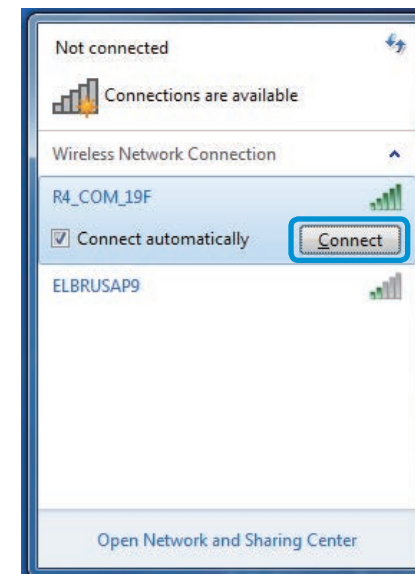 Not connected
Connections are available
Wireless Network Connection
R4_COM_19F
Connect automatically
Connect
ELBRUSAP9
Open Network and Sharing Center